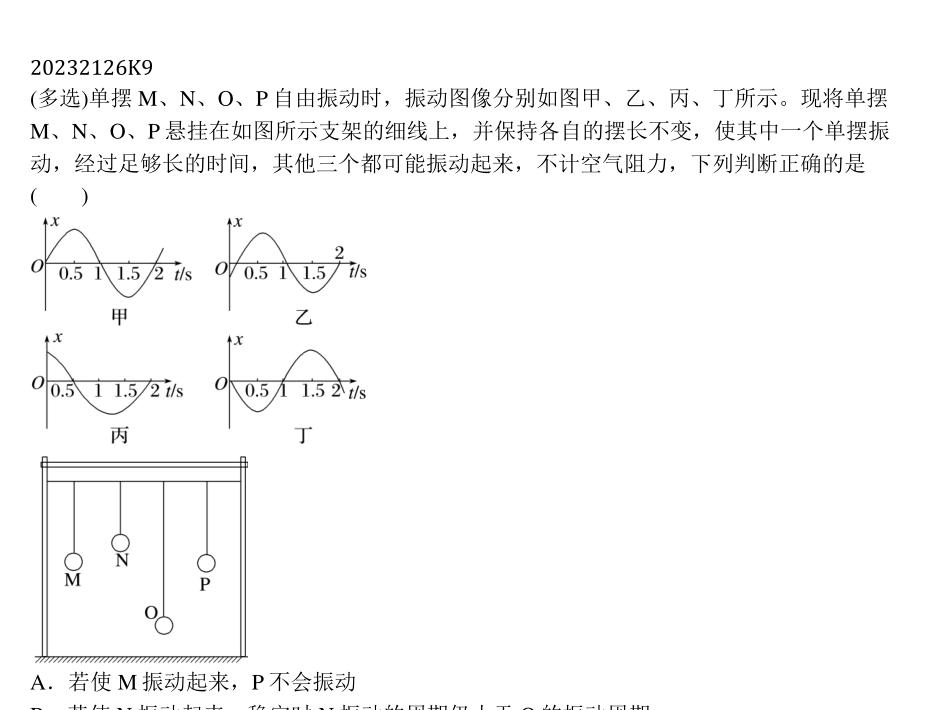 20232126K9
(多选)单摆 M、N、O、P 自由振动时，振动图像分别如图甲、乙、丙、丁所示。现将单摆
M、N、O、P 悬挂在如图所示支架的细线上，并保持各自的摆长不变，使其中一个单摆振
动，经过足够长的时间，其他三个都可能振动起来，不计空气阻力，下列判断正确的是
(　　)
x
O 0.5 1 1.5 2 t/s
甲
x
2
O 0.5 1 1.5 t/s
乙
x
O 0.5 1 1.5 2 t/s
丙
x
O 0.5 1 1.5 2 t/s
丁
M
N
O
P
A．若使 M 振动起来，P 不会振动